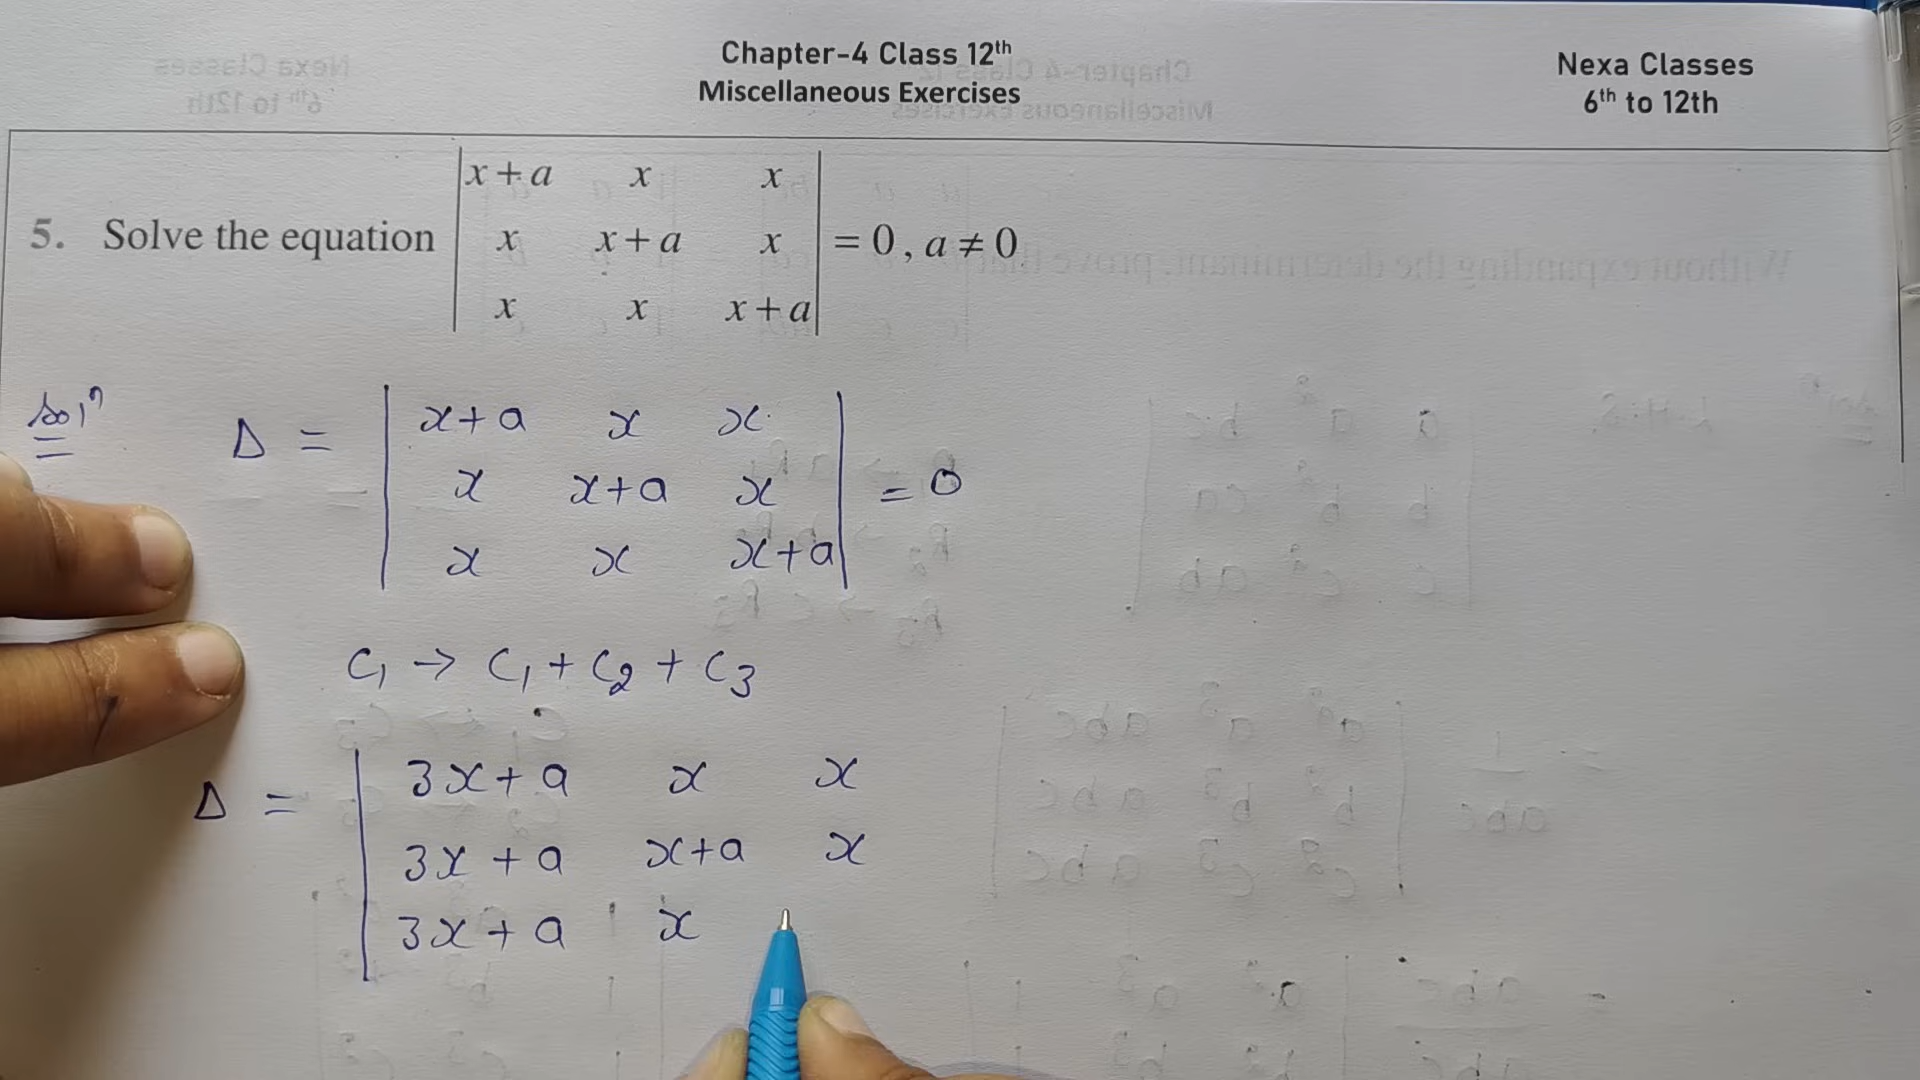 Chapter-4 Class 12th
Miscellaneous Exercises
Nexa Classes
6th to 12th
5. Solve the equation | x+a x x |
| x x+a x | = 0, a ≠ 0
| x x x+a |
Solⁿ Δ = | x+a x x |
| x x+a x | = 0
| x x x+a |
C₁ → C₁ + C₂ + C₃
Δ = | 3x+a x x
| 3x+a x+a x
| 3x+a x